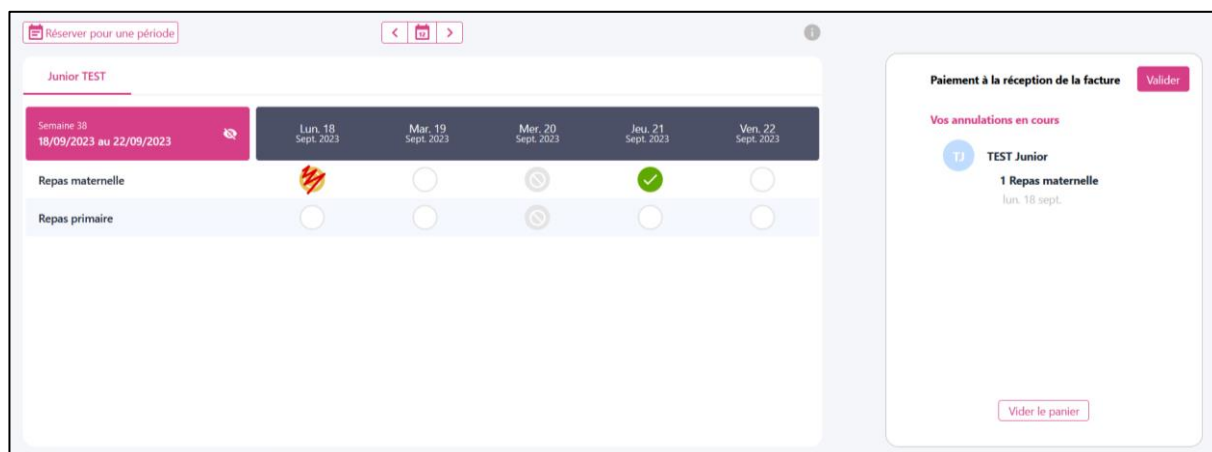 Réserver pour une période
12
Junior TEST
Semaine 38
18/09/2023 au 22/09/2023
Lun. 18
Sept. 2023
Mar. 19
Sept. 2023
Mer. 20
Sept. 2023
Jeu. 21
Sept. 2023
Ven. 22
Sept. 2023
Repas maternelle
Repas primaire
Paiement à la réception de la facture
Valider
Vos annulations en cours
TJ
TEST Junior
1 Repas maternelle
lun. 18 sept.
Vider le panier